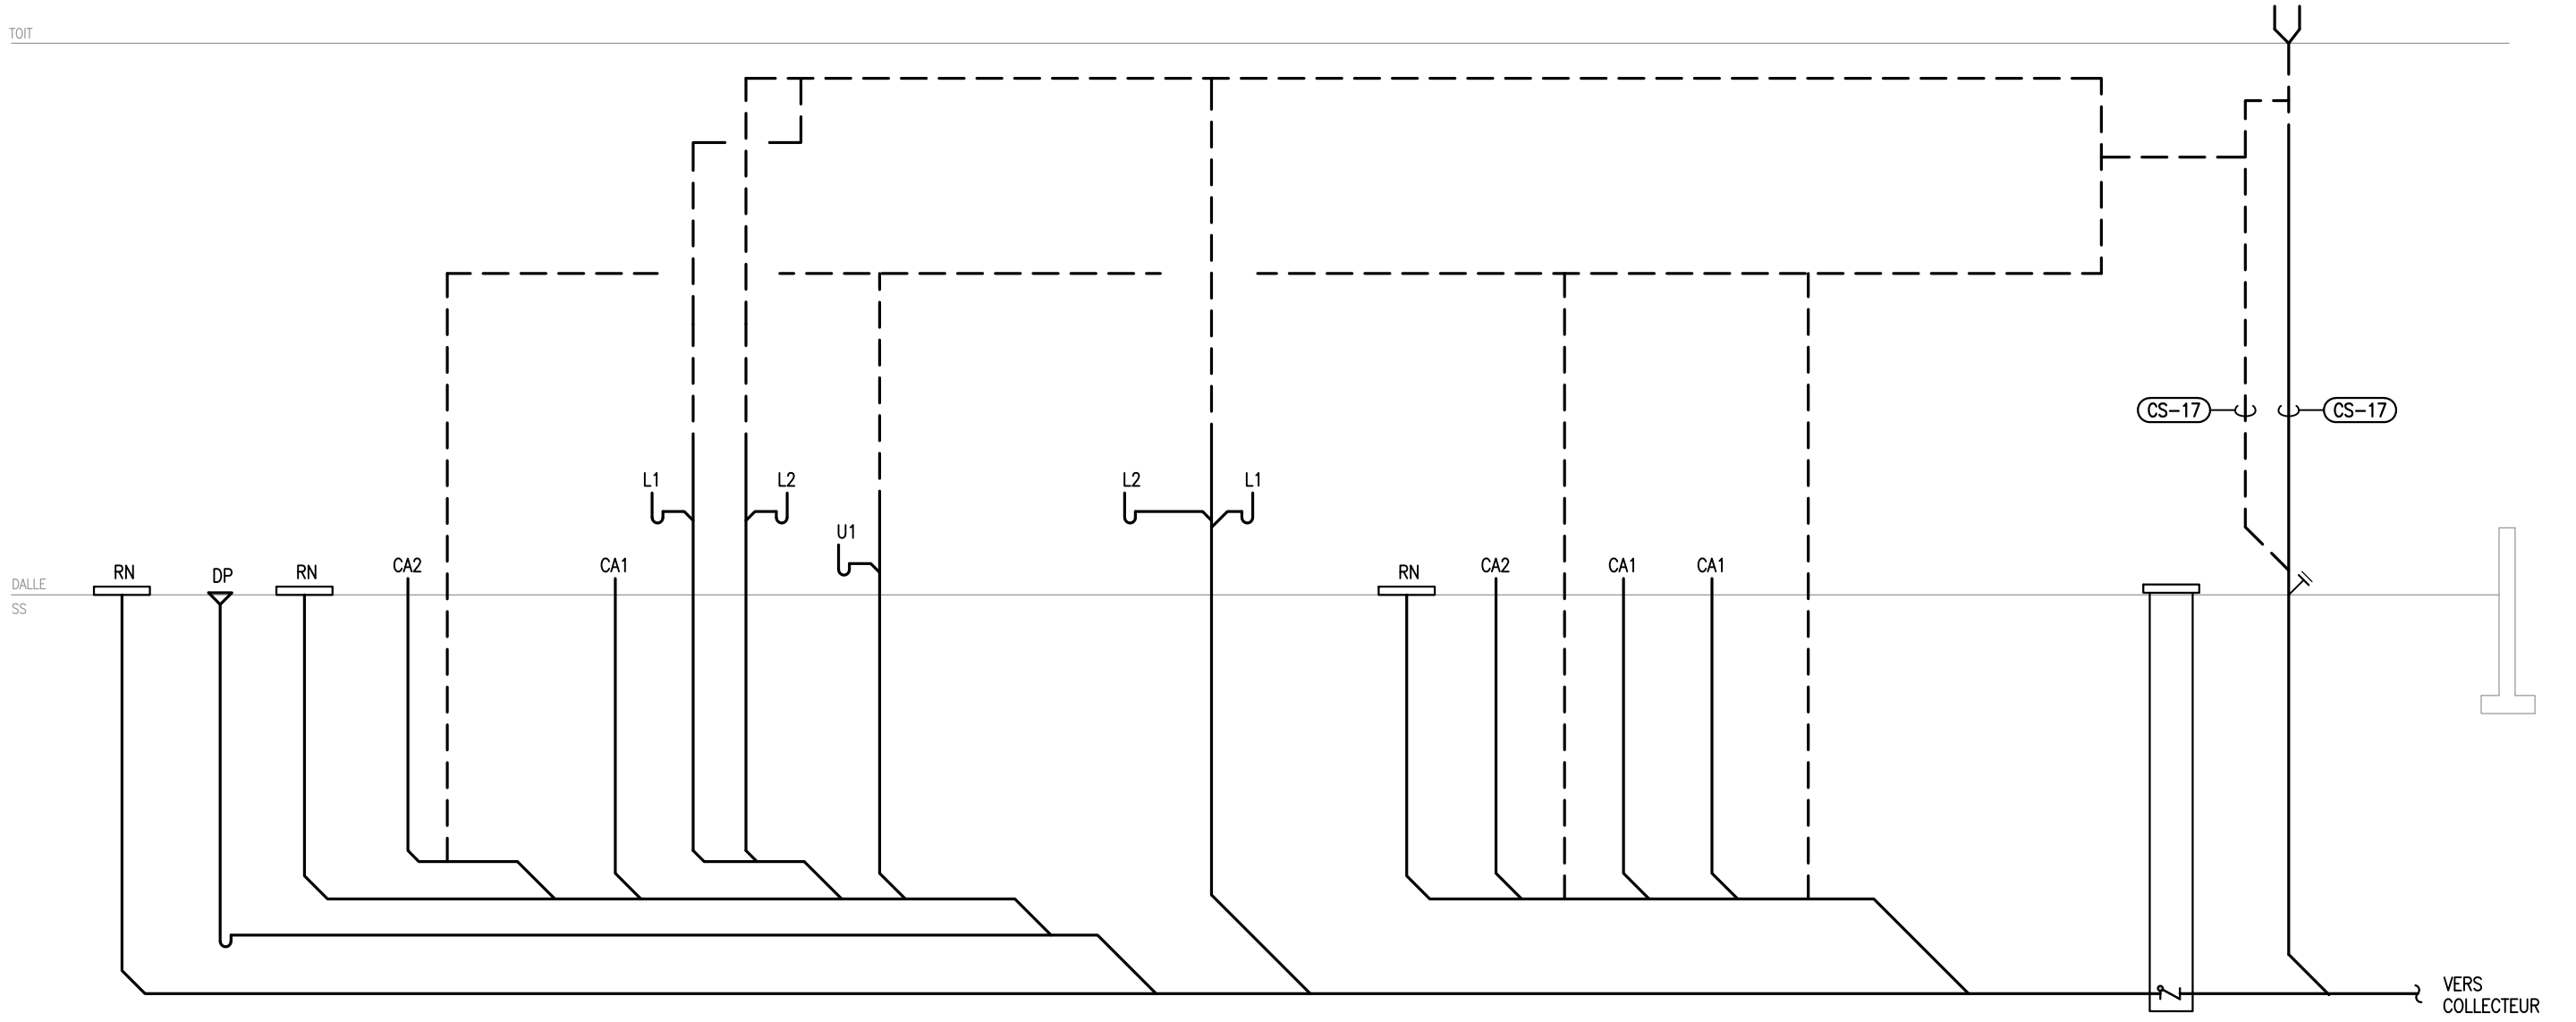 TOIT
CS-17
CS-17
L1
L2
L2
L1
U1
RN
DP
RN
CA2
CA1
RN
CA2
CA1
CA1
DALLE
SS
VERS
COLLECTEUR